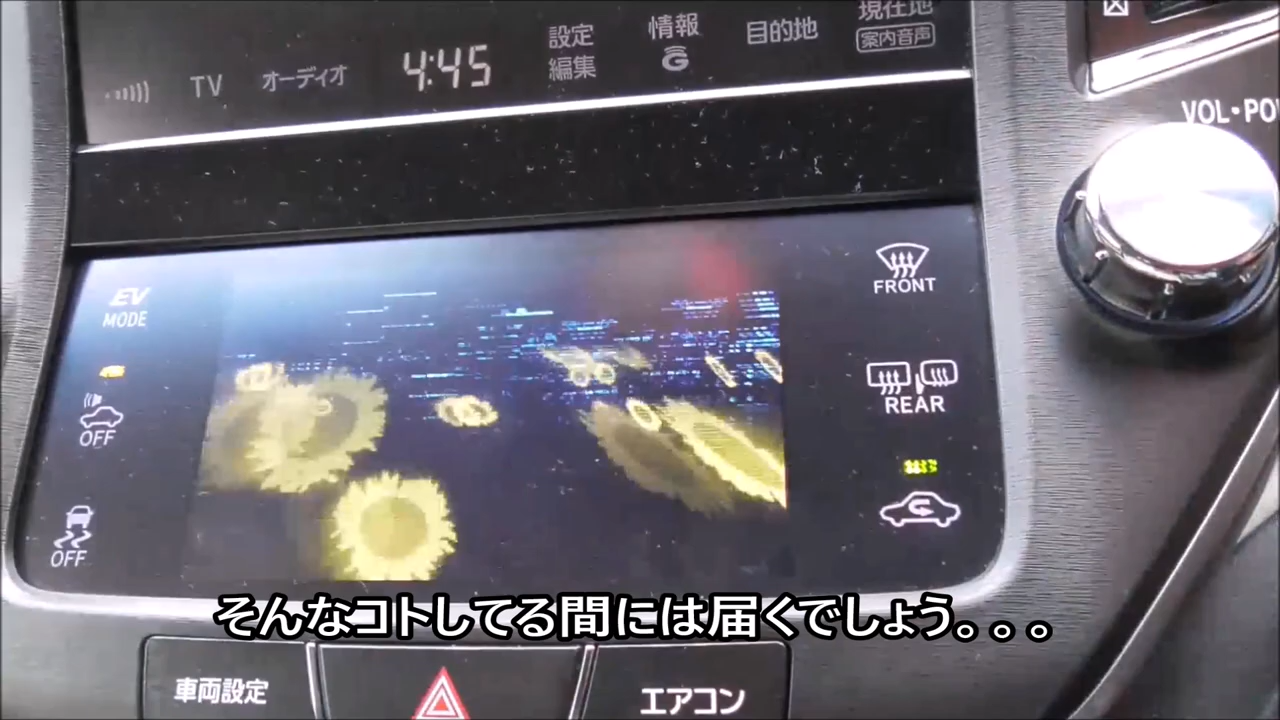 TV
オーディオ
4:45
設定
編集
情報
G
目的地
現在地
案内音声
VOL・PO
EV
MODE
FRONT
OFF
REAR
OFF
そんなコトしてる間には届くでしょう。。。
車両設定
エアコン